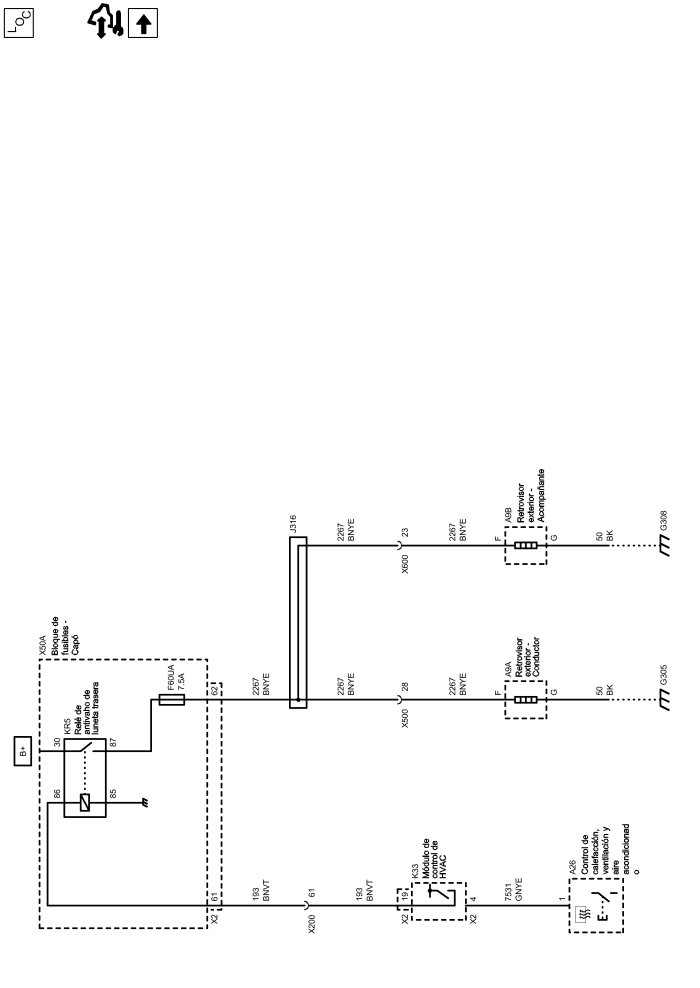 LOC
B+
X50A
Bloque de
fusibles -
Capó
KR5
Relé de
antivaho de
luneta trasera
86
30
85
87
F60UA
7.5A
X2
61
62
193
BNVT
2267
BNYE
J316
X200
61
193
BNVT
2267
BNYE
X500
28
2267
BNYE
2267
BNYE
X600
23
2267
BNYE
X2
19
K33
Módulo de
control de
HVAC
X2
4
7531
GNYE
1
A26
Control de
calefacción,
ventilación y
aire
acondicionad
o
F
A9A
Retrovisor
exterior -
Conductor
G
50
BK
G305
F
A9B
Retrovisor
exterior -
Acompañante
G
50
BK
G308